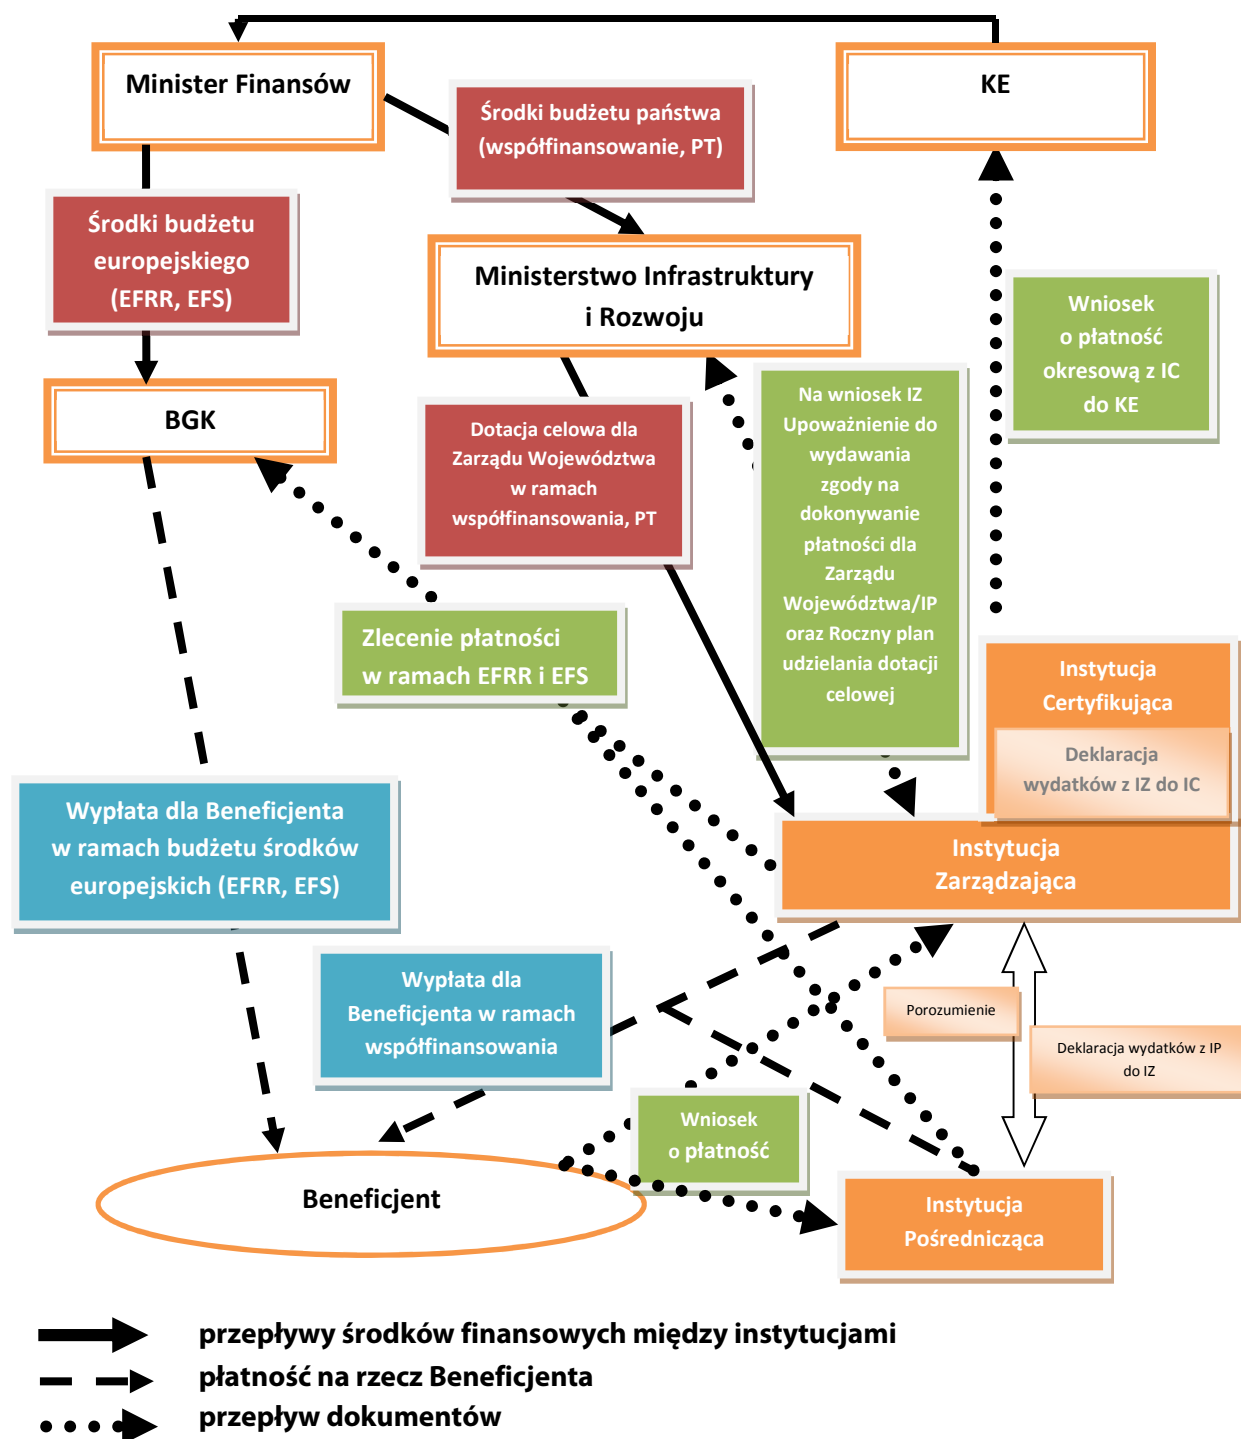 Minister Finansów
KE
Środki budżetu państwa
(współfinansowanie, PT)
Środki budżetu
europejskiego
(EFRR, EFS)
Ministerstwo Infrastruktury
i Rozwoju
Wniosek
o płatność
okresową z IC
do KE
BGK
Dotacja celowa dla
Zarządu Województwa
w ramach
współfinansowania, PT
Na wniosek IZ
Upoważnienie do
wydawania
zgody na
dokonywanie
płatności dla
Zarządu
Województwa/IP
oraz Roczny plan
udzielania dotacji
celowej
Zlecenie płatności
w ramach EFRR i EFS
Instytucja
Certyfikująca
Deklaracja
wydatków z IZ do IC
Wypłata dla Beneficjenta
w ramach budżetu środków
europejskich (EFRR, EFS)
Instytucja
Zarządzająca
Wypłata dla
Beneficjenta w ramach
współfinansowania
Porozumienie
Deklaracja wydatków z IP
do IZ
Wniosek
o płatność
Beneficjent
Instytucja
Pośrednicząca
przepływy środków finansowych między instytucjami
płatność na rzecz Beneficjenta
przepływ dokumentów